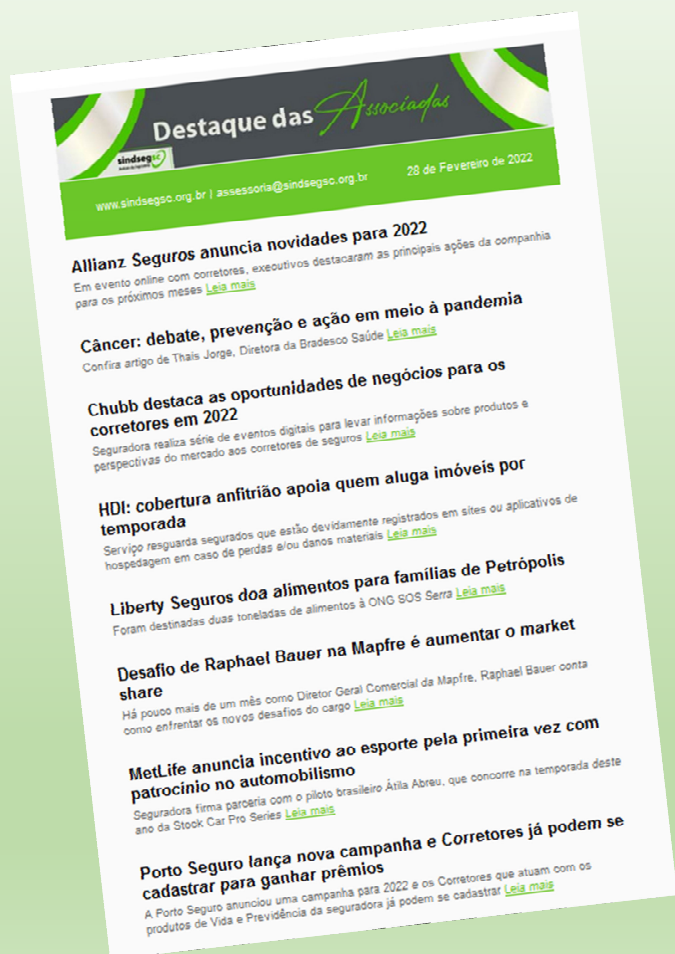 Destaque das Associadas
sindsegsc
www.sindsegsc.org.br | assessoria@sindsegsc.org.br
28 de Fevereiro de 2022
Allianz Seguros anuncia novidades para 2022
Em evento online com corretores, executivos destacaram as principais ações da companhia
para os próximos meses Leia mais
Câncer: debate, prevenção e ação em meio à pandemia
Confira artigo de Thais Jorge, Diretora da Bradesco Saúde Leia mais
Chubb destaca as oportunidades de negócios para os
corretores em 2022
Seguradora realiza série de eventos digitais para levar informações sobre produtos e
perspectivas do mercado aos corretores de seguros Leia mais
HDI: cobertura anfitrião apoia quem aluga imóveis por
temporada
Serviço resguarda segurados que estão devidamente registrados em sites ou aplicativos de
hospedagem em caso de perdas e/ou danos materiais Leia mais
Liberty Seguros doa alimentos para famílias de Petrópolis
Foram destinadas duas toneladas de alimentos à ONG SOS Serra Leia mais
Desafio de Raphael Bauer na Mapfre é aumentar o market
share
Há pouco mais de um mês como Diretor Geral Comercial da Mapfre, Raphael Bauer conta
como enfrentar os novos desafios do cargo Leia mais
MetLife anuncia incentivo ao esporte pela primeira vez com
patrocínio no automobilismo
Seguradora firma parceria com o piloto brasileiro Átila Abreu, que concorre na temporada deste
ano da Stock Car Pro Series Leia mais
Porto Seguro lança nova campanha e Corretores já podem se
cadastrar para ganhar prêmios
A Porto Seguro anunciou uma campanha para 2022 e os Corretores que atuam com os
produtos de Vida e Previdência da seguradora já podem se cadastrar Leia mais